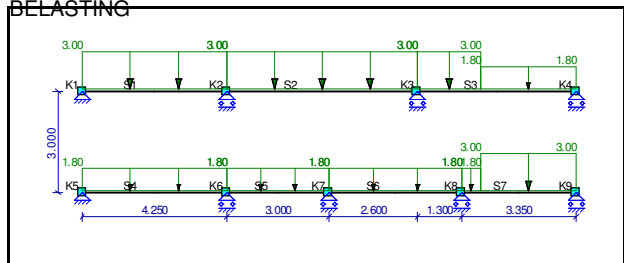 BELASTING
3.00 3.00 3.00 3.00
1.80 1.80
K1 S1 K2 S2 K3 S3 K4
3.000
3.00 3.00
1.80 1.80 1.80 1.80 1.80
K5 S4 K6 S5 K7 S6 K8 S7 K9
4.250 3.000 2.600 1.300 3.350